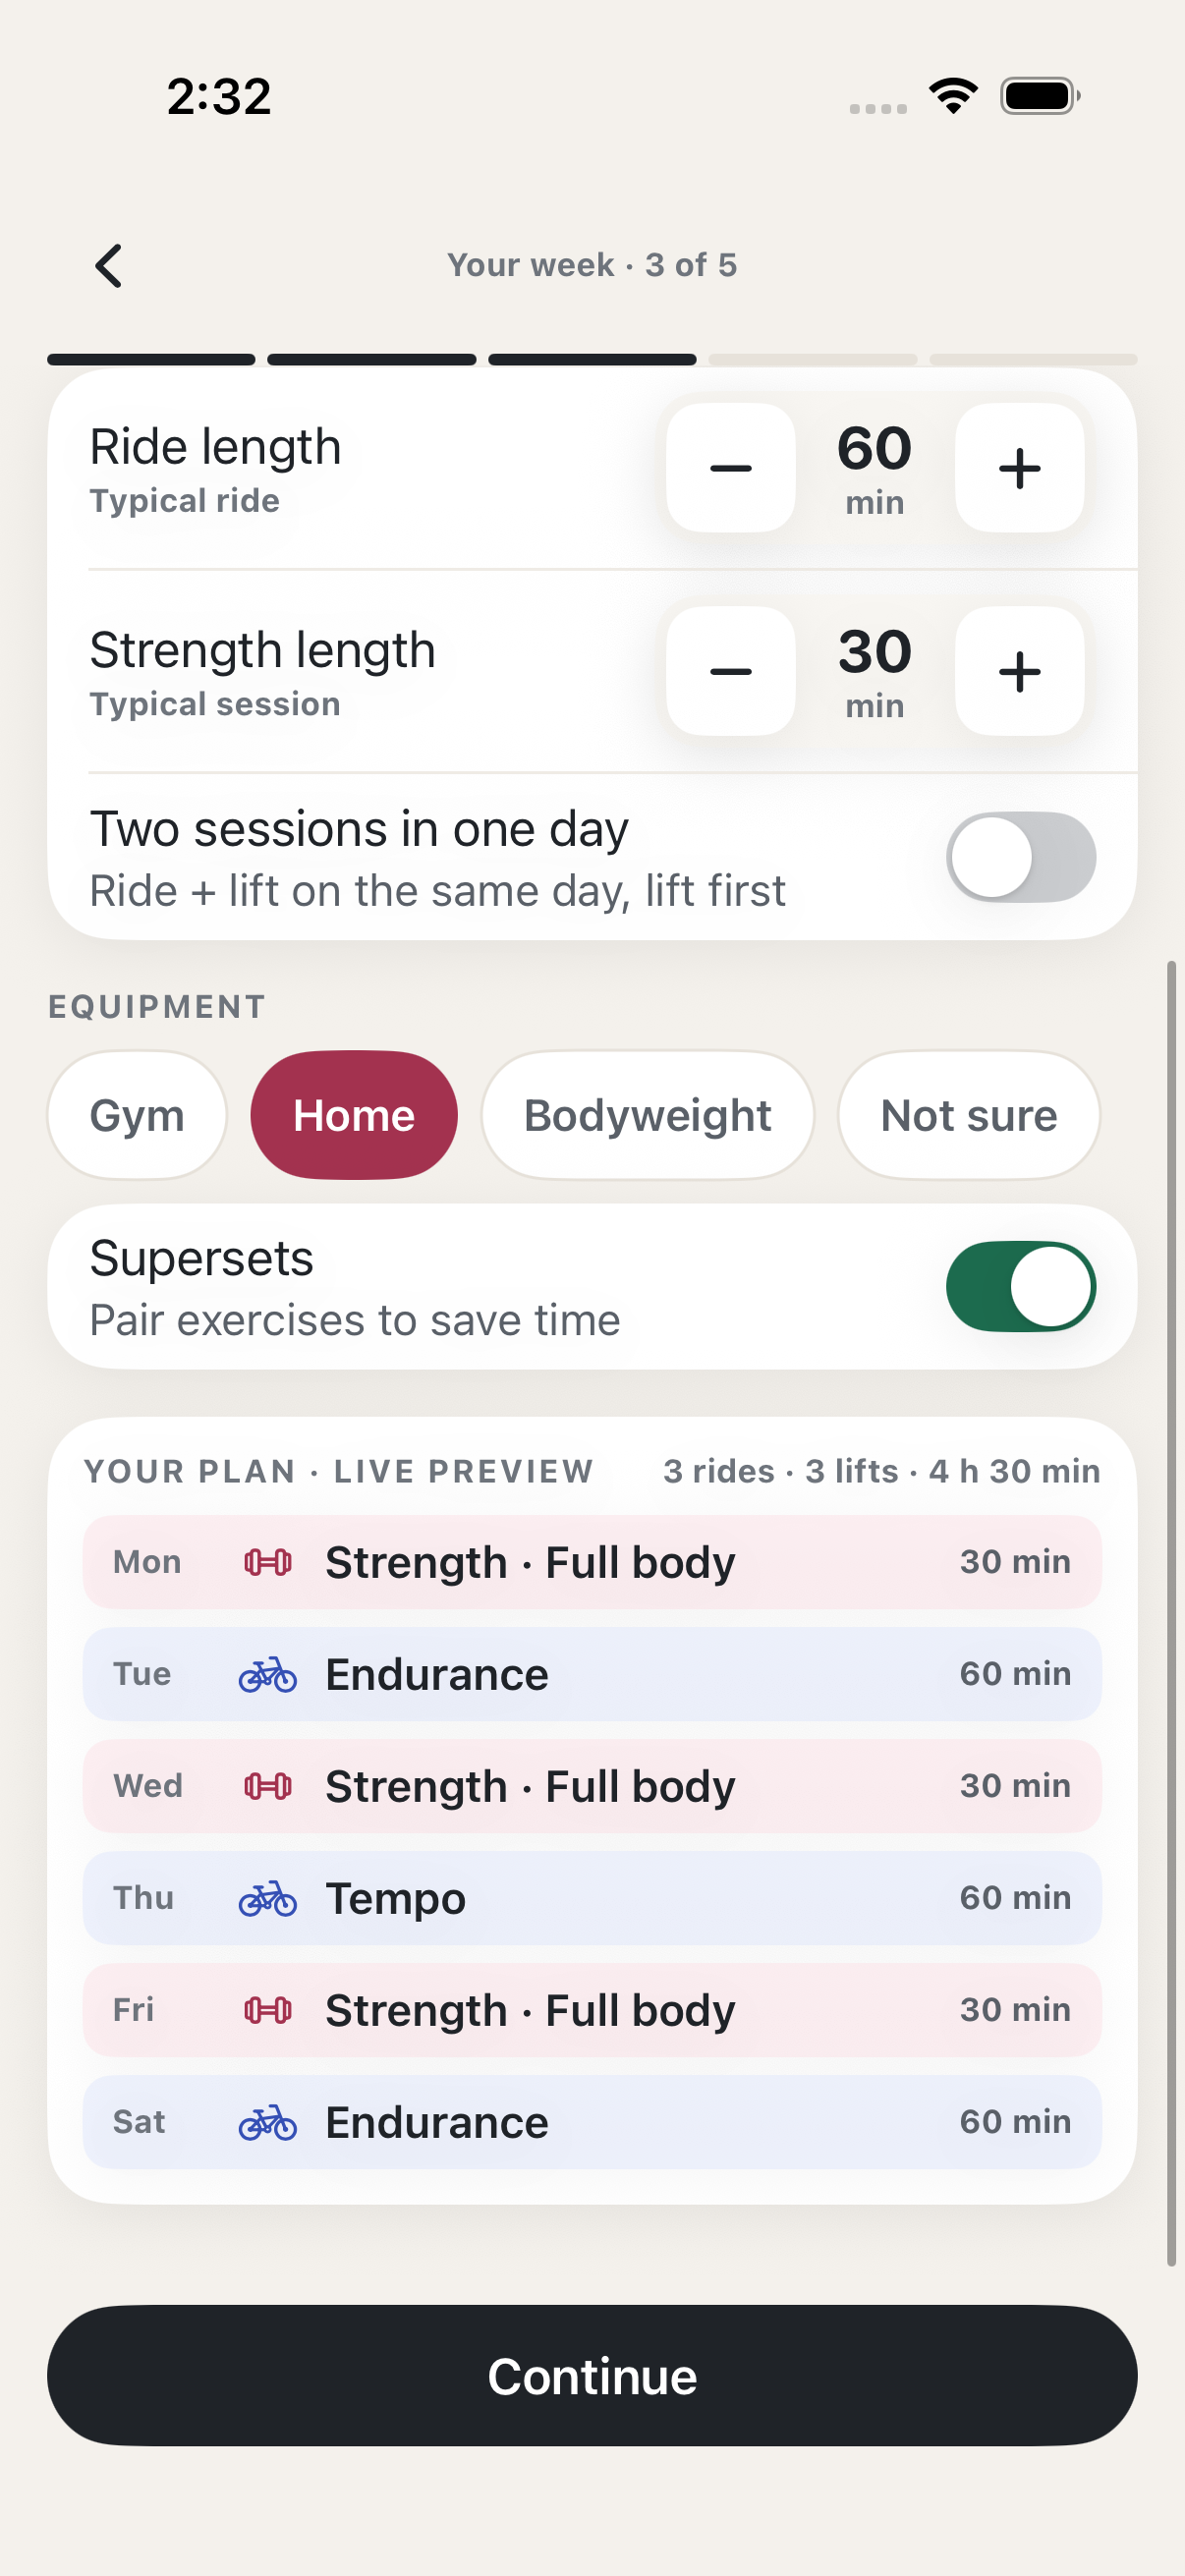 2:32
Your week · 3 of 5
Ride length
Typical ride
60
min
Strength length
Typical session
30
min
Two sessions in one day
Ride + lift on the same day, lift first
EQUIPMENT
Gym
Home
Bodyweight
Not sure
Supersets
Pair exercises to save time
YOUR PLAN · LIVE PREVIEW 3 rides · 3 lifts · 4 h 30 min
Mon Strength · Full body 30 min
Tue Endurance 60 min
Wed Strength · Full body 30 min
Thu Tempo 60 min
Fri Strength · Full body 30 min
Sat Endurance 60 min
Continue